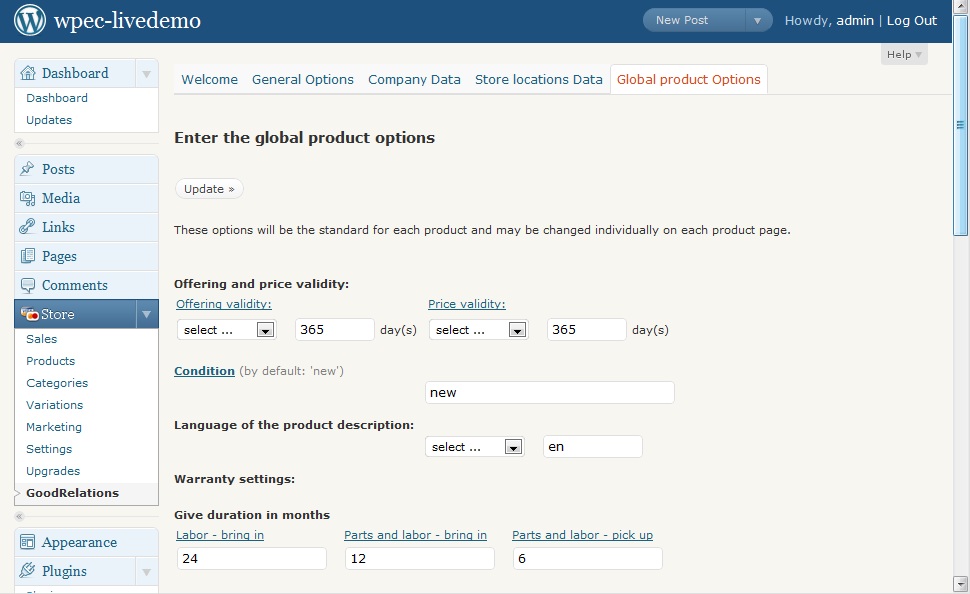 wpec-livedemo
New Post
Howdy, admin | Log Out
Help
Dashboard
Dashboard
Updates
Posts
Media
Links
Pages
Comments
Store
Sales
Products
Categories
Variations
Marketing
Settings
Upgrades
GoodRelations
Appearance
Plugins
Welcome General Options Company Data Store locations Data Global product Options
Enter the global product options
Update »
These options will be the standard for each product and may be changed individually on each product page.
Offering and price validity:
Offering validity: Price validity:
select ... 365 day(s) select ... 365 day(s)
Condition (by default: 'new')
new
Language of the product description:
select ... en
Warranty settings:
Give duration in months
Labor - bring in Parts and labor - bring in Parts and labor - pick up
24 12 6